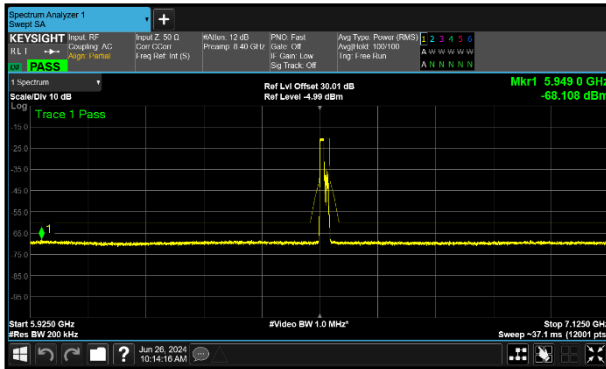 Spectrum Analyzer 1
Swept SA
+
KEYSIGHT Input: RF Input Z: 50 Ω #Atten: 12 dB PNO: Fast Avg Type: Power (RMS) 1 2 3 4 5 6
RLT Coupling: AC Corr CCorr Preamp: 8.40 GHz Gate: Off Avg|Hold: 100/100 A W W W W W
Align: Partial Freq Ref: Int (S) IF Gain: Low Trig: Free Run
PASS Sig Track: Off A N N N N N
1 Spectrum Ref Lvl Offset 30.01 dB Mkr1 5.949 0 GHz
Scale/Div 10 dB Ref Level -4.99 dBm -68.108 dBm
Log
Trace 1 Pass
-15.0
-25.0
-35.0
-45.0
-55.0
-65.0
1
-75.0
-85.0
-95.0
Start 5.9250 GHz #Video BW 1.0 MHz* Stop 7.1250 GHz
#Res BW 200 kHz Sweep ~37.1 ms (12001 pts)
? Jun 26, 2024
10:14:16 AM